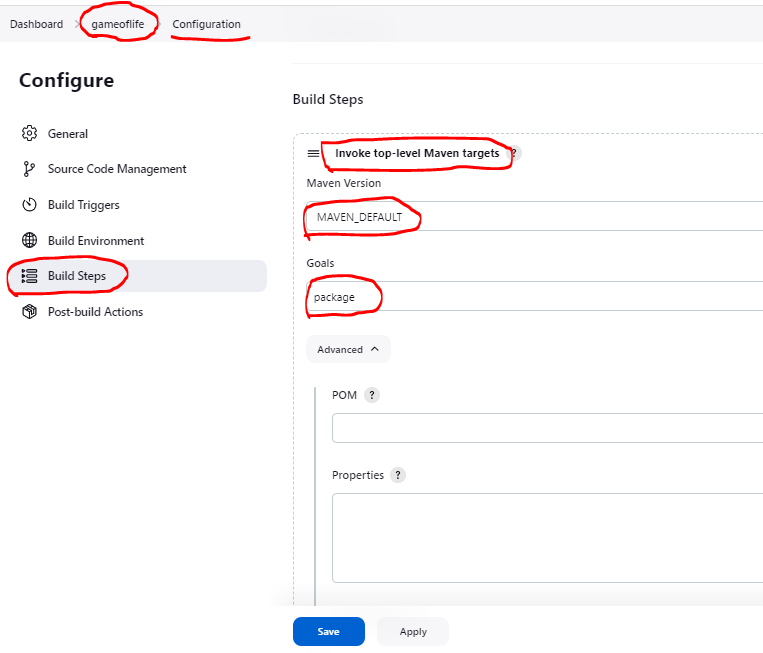 Dashboard > gameoflife > Configuration
Configure
General
Source Code Management
Build Triggers
Build Environment
Build Steps
Post-build Actions
Build Steps
Invoke top-level Maven targets ?
Maven Version
MAVEN_DEFAULT
Goals
package
Advanced
POM ?
Properties ?
Save Apply